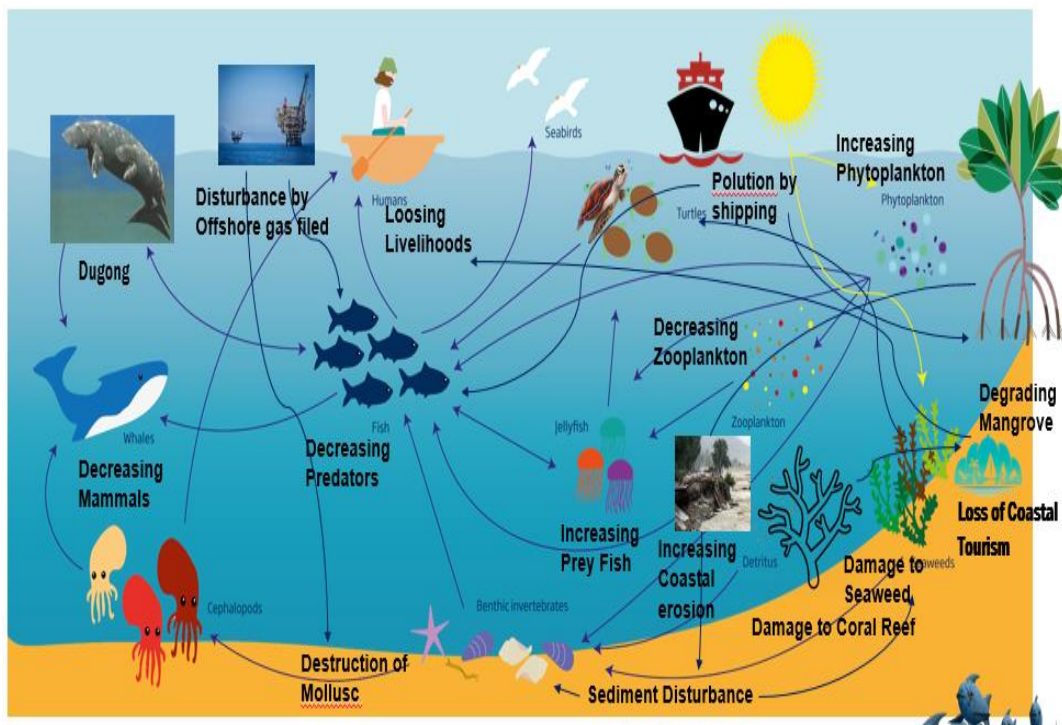 Seabirds
Increasing
Phytoplankton
Phytoplankton
Disturbance by
Offshore gas filed
Humans
Loosing
Livelihoods
Turtles
Polution by
shipping
Dugong
Decreasing
Zooplankton
Zooplankton
Degrading
Mangrove
Whales
Decreasing
Mammals
Fish
Decreasing
Predators
Jellyfish
Increasing
Prey Fish
Increasing
Coastal
erosion
Detritus
Loss of Coastal
Tourism
Damage to
Seaweed
Damage to Coral Reef
Cephalopods
Benthic invertebrates
Destruction of
Mollusc
Sediment Disturbance